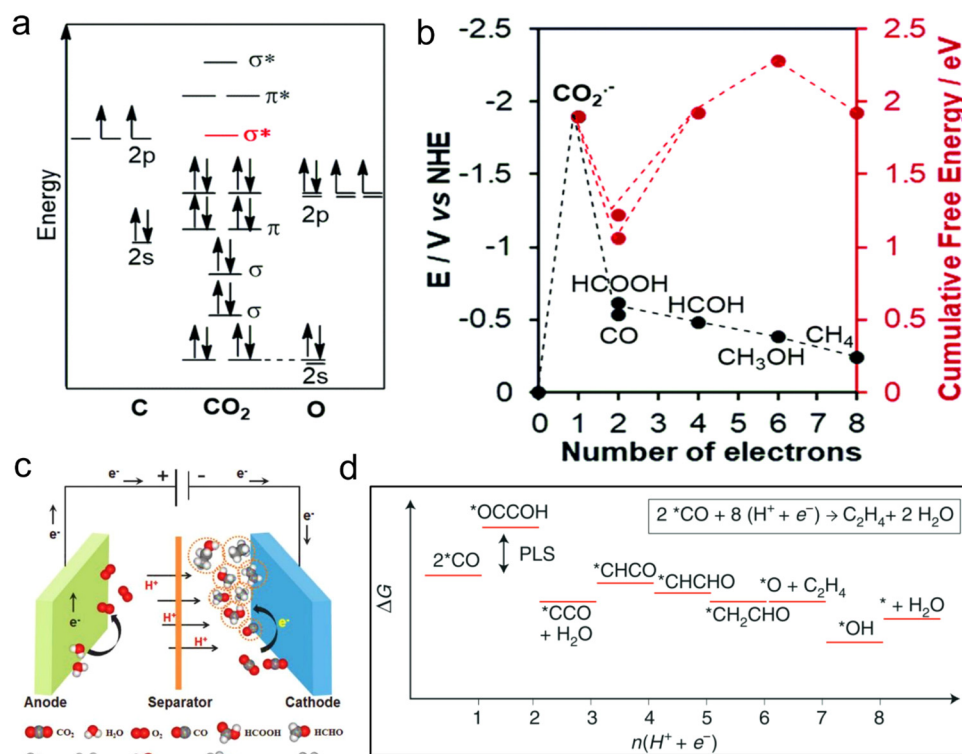 a
Energy
σ*
π*
σ*
2p
2s
π
σ
σ
2p
2s
C
CO₂
O
b
E / V vs NHE
-2.5
-2
-1.5
-1
-0.5
0
CO₂·⁻
HCOOH
CO
HCOH
CH₃OH
CH₄
0 1 2 3 4 5 6 7 8
Number of electrons
2.5
2
1.5
1
0.5
0
Cumulative Free Energy / eV
c
e⁻
+ -
e⁻
e⁻
e⁻
e⁻
e⁻
e⁻
H⁺
H⁺
H⁺
H⁺
Anode
Separator
Cathode
CO₂ H₂O O₂ CO HCOOH HCHO
d
2 *CO + 8 (H⁺ + e⁻) → C₂H₄ + 2 H₂O
ΔG
2*CO
*OCCOH
PLS
*CCO
+ H₂O
*CHCO
*CHCHO
*CH₂CHO
*O + C₂H₄
*OH
* + H₂O
1 2 3 4 5 6 7 8
n(H⁺ + e⁻)